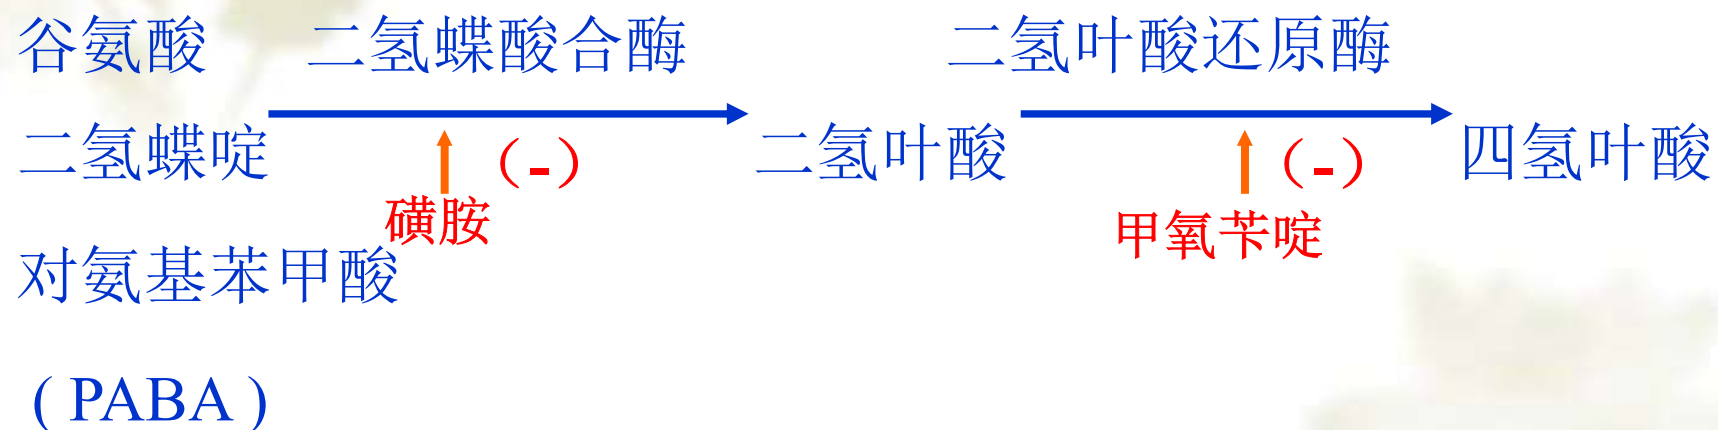 谷氨酸 二氢蝶酸合酶 二氢叶酸还原酶
二氢蝶啶 (-) 二氢叶酸 (-) 四氢叶酸
磺胺 甲氧苄啶
对氨基苯甲酸
( PABA )